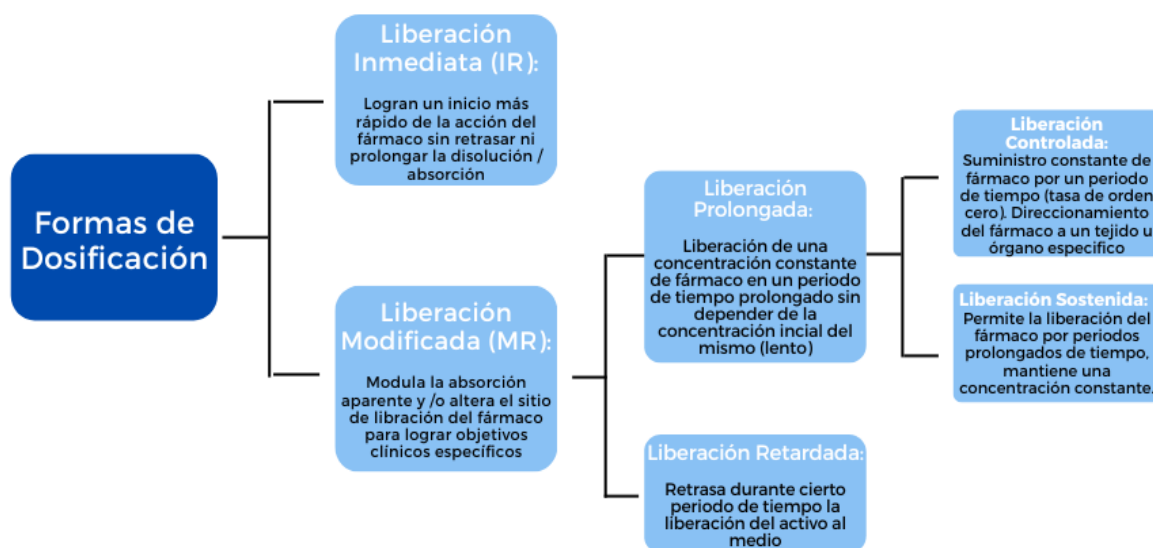 Formas de
Dosificación
Liberación
Inmediata (IR):
Logran un inicio más
rápido de la acción del
fármaco sin retrasar ni
prolongar la disolución /
absorción
Liberación
Modificada (MR):
Modula la absorción
aparente y /o altera el sitio
de libración del fármaco
para lograr objetivos
clínicos específicos
Liberación
Prolongada:
Liberación de una
concentración constante
de fármaco en un periodo
de tiempo prolongado sin
depender de la
concentración incial del
mismo (lento)
Liberación Retardada:
Retrasa durante cierto
periodo de tiempo la
liberación del activo al
medio
Liberación
Controlada:
Suministro constante de
fármaco por un periodo
de tiempo (tasa de orden
cero). Direccionamiento
del fármaco a un tejido u
órgano especifico
Liberación Sostenida:
Permite la liberación del
fármaco por periodos
prolongados de tiempo,
mantiene una
concentración constante.